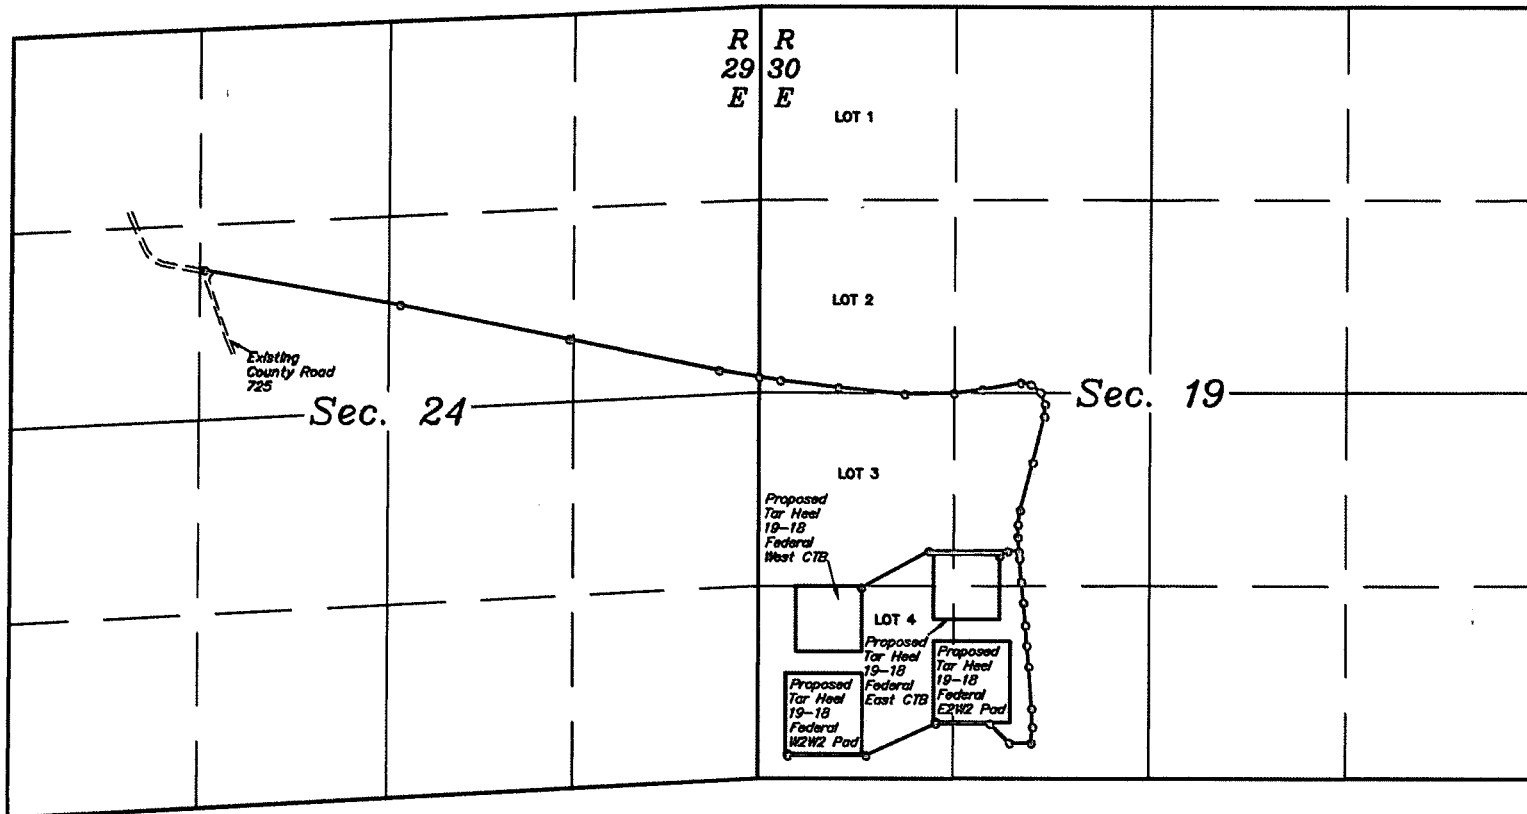 R R
29 30
E E
LOT 1
LOT 2
Existing
County Road
725
Sec. 24
Sec. 19
LOT 3
Proposed
Tar Heel
19-18
Federal
West CTB
LOT 4
Proposed
Tar Heel
19-18
Federal
East CTB
Proposed
Tar Heel
19-18
Federal
E2W2 Pad
Proposed
Tar Heel
19-18
Federal
W2W2 Pad